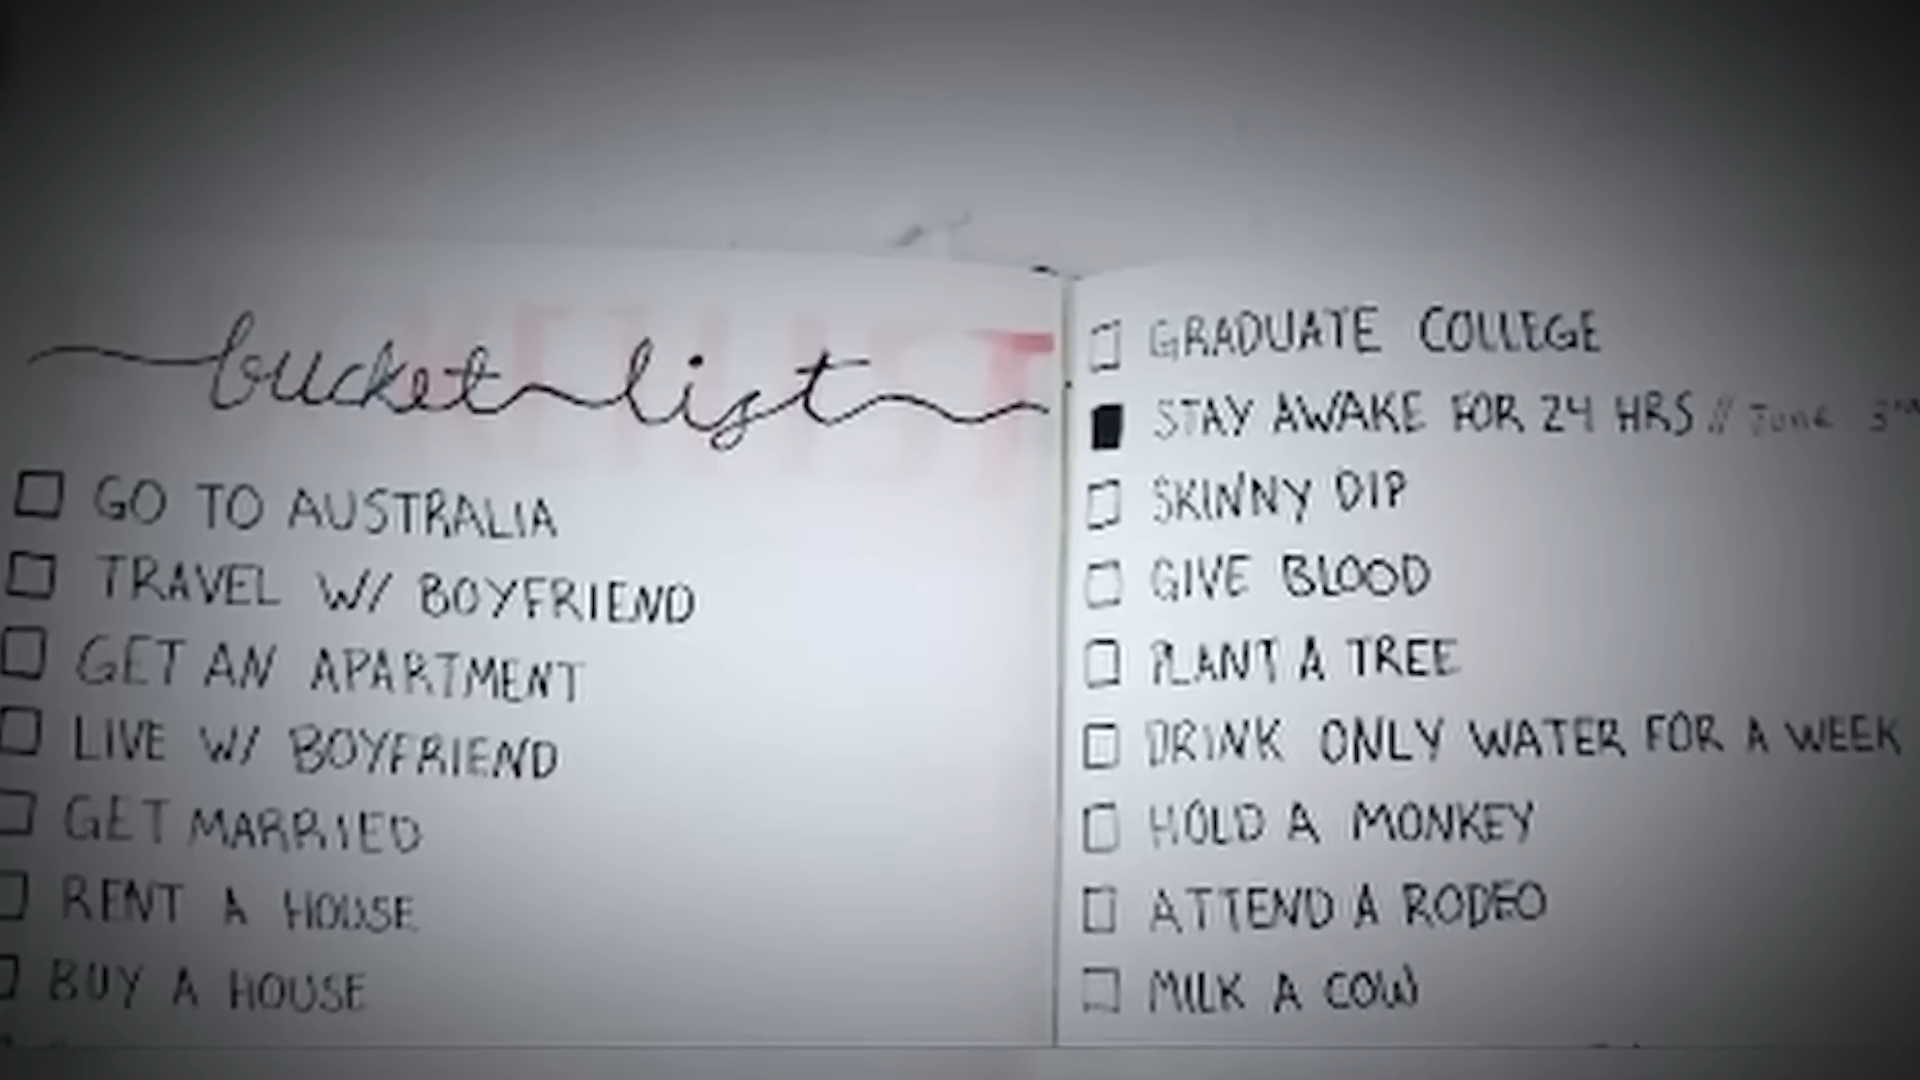 bucket list
GO TO AUSTRALIA
TRAVEL W/ BOYFRIEND
GET AN APARTMENT
LIVE W/ BOYFRIEND
GET MARRIED
RENT A HOUSE
BUY A HOUSE
GRADUATE COLLEGE
STAY AWAKE FOR 24 HRS // June
SKINNY DIP
GIVE BLOOD
PLANT A TREE
DRINK ONLY WATER FOR A WEEK
HOLD A MONKEY
ATTEND A RODEO
MILK A COW